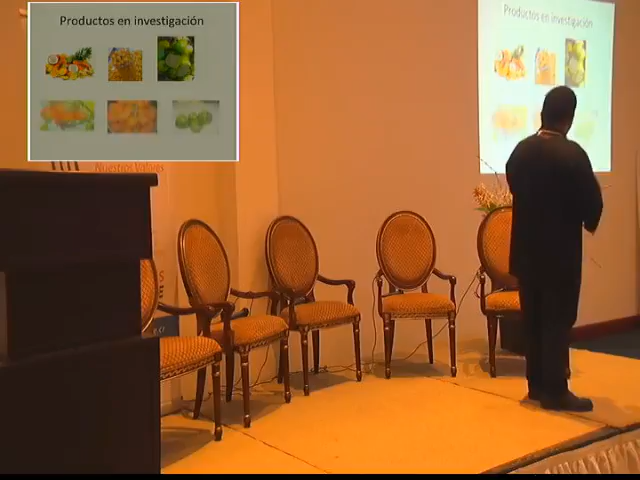 Productos en investigación
Productos en investigación
Nuestros Valores